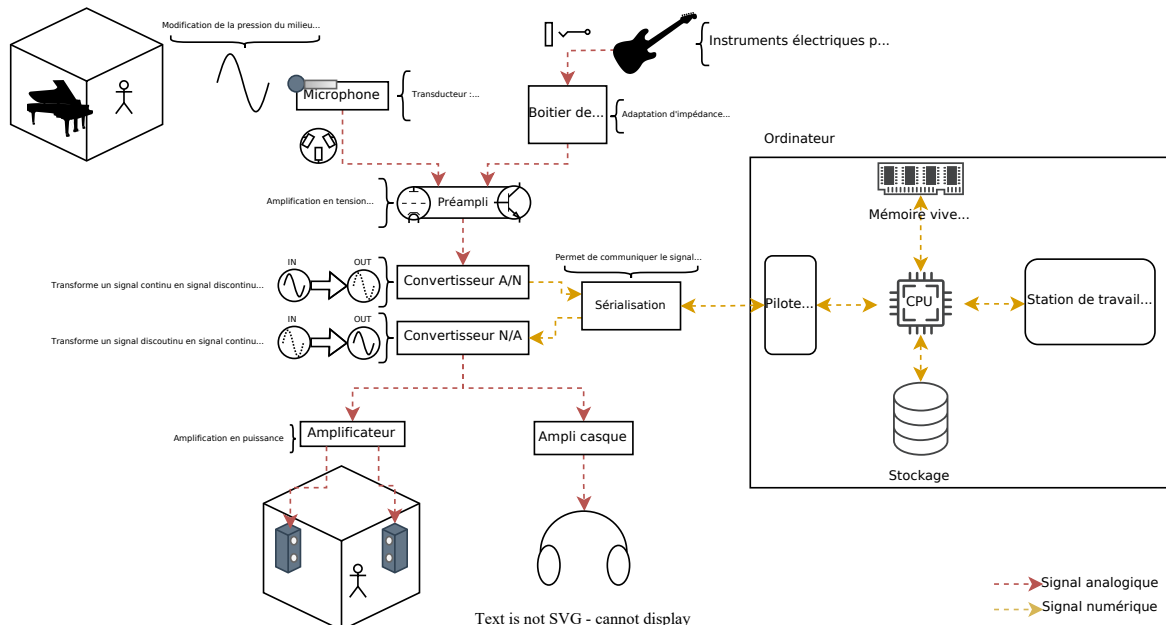 Modification de la pression du milieu...
Instruments électriques p...
Microphone
Transducteur :...
Boitier de...
Adaptation d'impédance...
Ordinateur
Amplification en tension...
Préampli
Mémoire vive...
Permet de communiquer le signal...
IN
OUT
Transforme un signal continu en signal discontinu...
Convertisseur A/N
Sérialisation
Pilote...
CPU
Station de travail...
IN
OUT
Transforme un signal discoutinu en signal continu...
Convertisseur N/A
Amplification en puissance
Amplificateur
Ampli casque
Stockage
Signal analogique
Signal numérique
Text is not SVG - cannot display